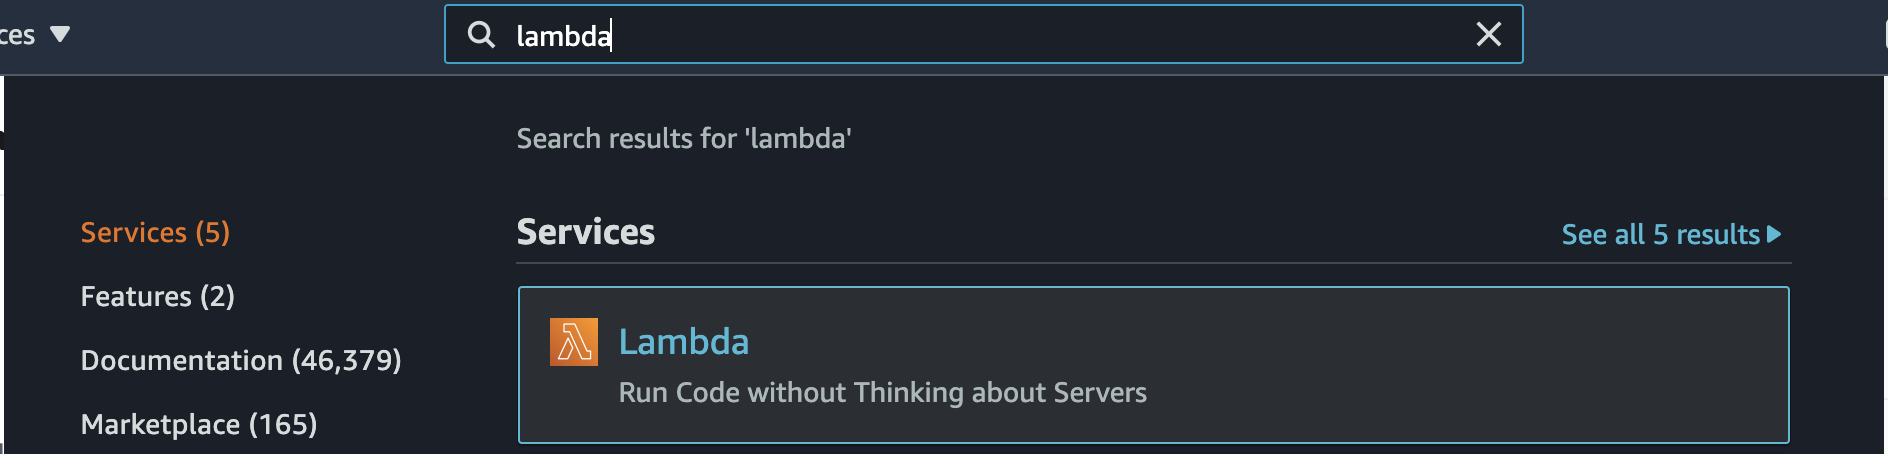 ces ▼
lambda
Search results for 'lambda'
Services (5)
Features (2)
Documentation (46,379)
Marketplace (165)
Services
See all 5 results
Lambda
Run Code without Thinking about Servers